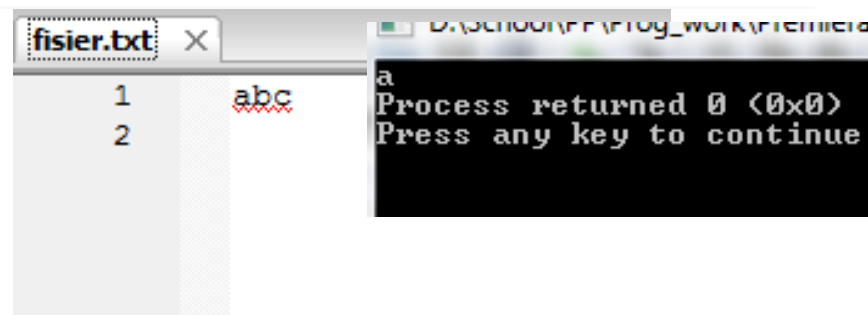 fisier.txt
1 abc
2
a
Process returned 0 (0x0)
Press any key to continue